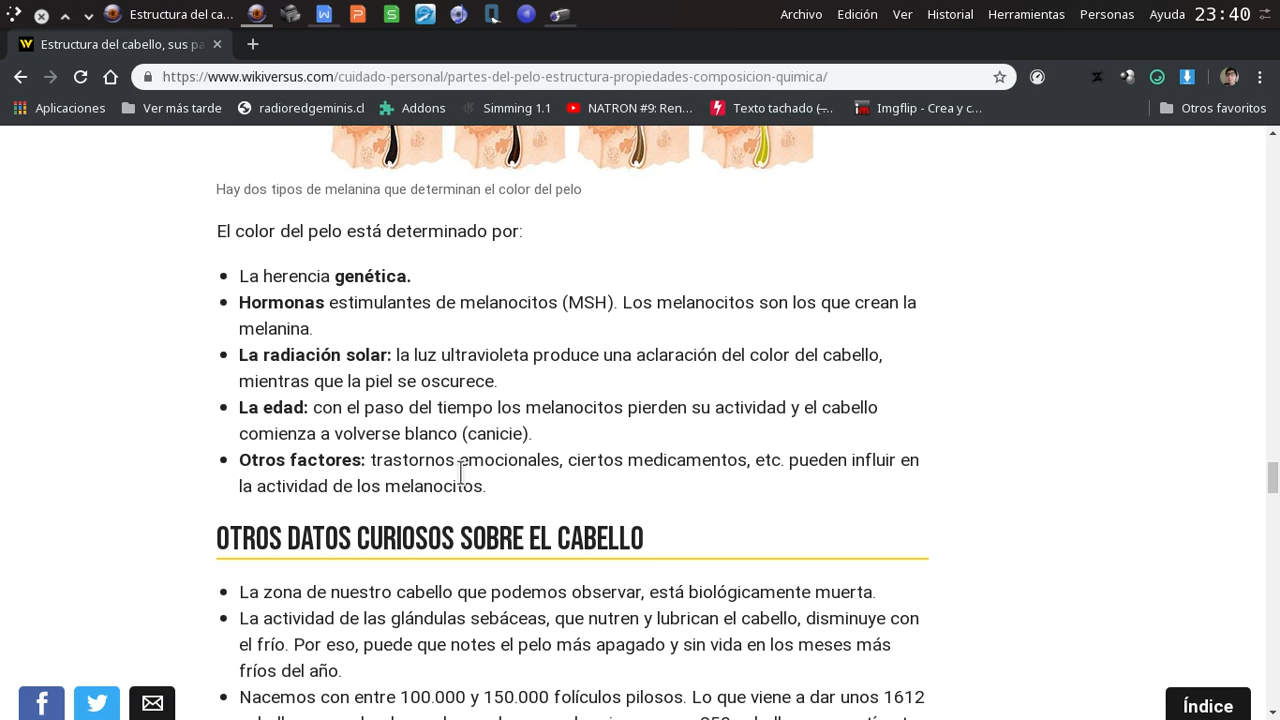 Estructura del ca...
Archivo Edición Ver Historial Herramientas Personas Ayuda 23:40
Estructura del cabello, sus pa
https://www.wikiversus.com/cuidado-personal/partes-del-pelo-estructura-propiedades-composicion-quimica/
Aplicaciones Ver más tarde radioredgeminis.cl Addons Simming 1.1 NATRON #9: Ren... Texto tachado (... Imgflip - Crea y c... Otros favoritos
Hay dos tipos de melanina que determinan el color del pelo
El color del pelo está determinado por:
La herencia genética.
Hormonas estimulantes de melanocitos (MSH). Los melanocitos son los que crean la
melanina.
La radiación solar: la luz ultravioleta produce una aclaración del color del cabello,
mientras que la piel se oscurece.
La edad: con el paso del tiempo los melanocitos pierden su actividad y el cabello
comienza a volverse blanco (canicie).
Otros factores: trastornos emocionales, ciertos medicamentos, etc. pueden influir en
la actividad de los melanocitos.
OTROS DATOS CURIOSOS SOBRE EL CABELLO
La zona de nuestro cabello que podemos observar, está biológicamente muerta.
La actividad de las glándulas sebáceas, que nutren y lubrican el cabello, disminuye con
el frío. Por eso, puede que notes el pelo más apagado y sin vida en los meses más
fríos del año.
Nacemos con entre 100.000 y 150.000 folículos pilosos. Lo que viene a dar unos 1612
Índice